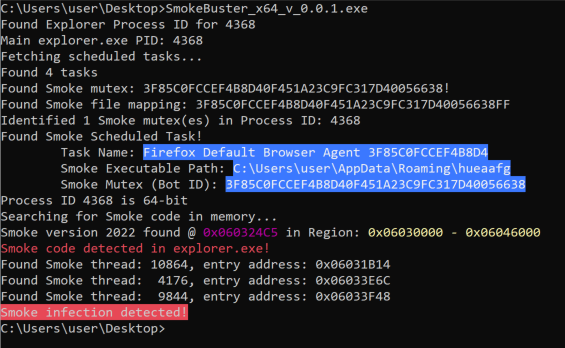 C:\Users\user\Desktop>SmokeBuster_x64_v_0.0.1.exe
Found Explorer Process ID for 4368
Main explorer.exe PID: 4368
Fetching scheduled tasks...
Found 4 tasks
Found Smoke mutex: 3F85C0FCCEF4B8D40F451A23C9FC317D40056638!
Found Smoke file mapping: 3F85C0FCCEF4B8D40F451A23C9FC317D40056638FF
Identified 1 Smoke mutex(es) in Process ID: 4368
Found Smoke Scheduled Task!
Task Name: Firefox Default Browser Agent 3F85C0FCCEF4B8D4
Smoke Executable Path: C:\Users\user\AppData\Roaming\hueaafg
Smoke Mutex (Bot ID): 3F85C0FCCEF4B8D40F451A23C9FC317D40056638
Process ID 4368 is 64-bit
Searching for Smoke code in memory...
Smoke version 2022 found @ 0x060324C5 in Region: 0x06030000 - 0x06046000
Smoke code detected in explorer.exe!
Found Smoke thread: 10864, entry address: 0x06031B14
Found Smoke thread:  4176, entry address: 0x06033E6C
Found Smoke thread:  9844, entry address: 0x06033F48
Smoke infection detected!
C:\Users\user\Desktop>